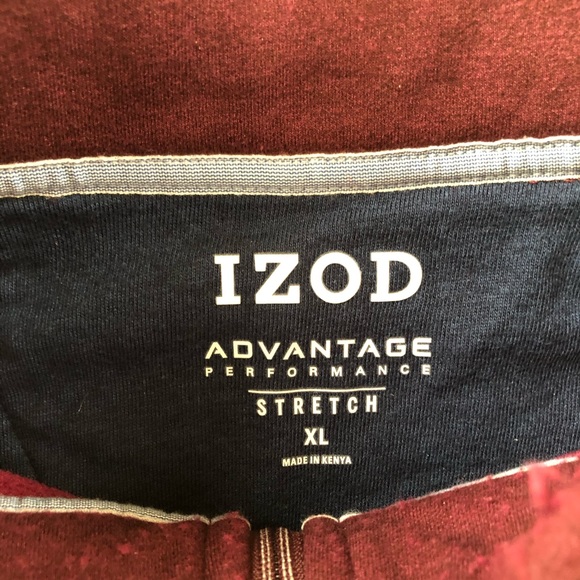 IZOD
ADVANTAGE
PERFORMANCE
STRETCH
XL
MADE IN KENYA